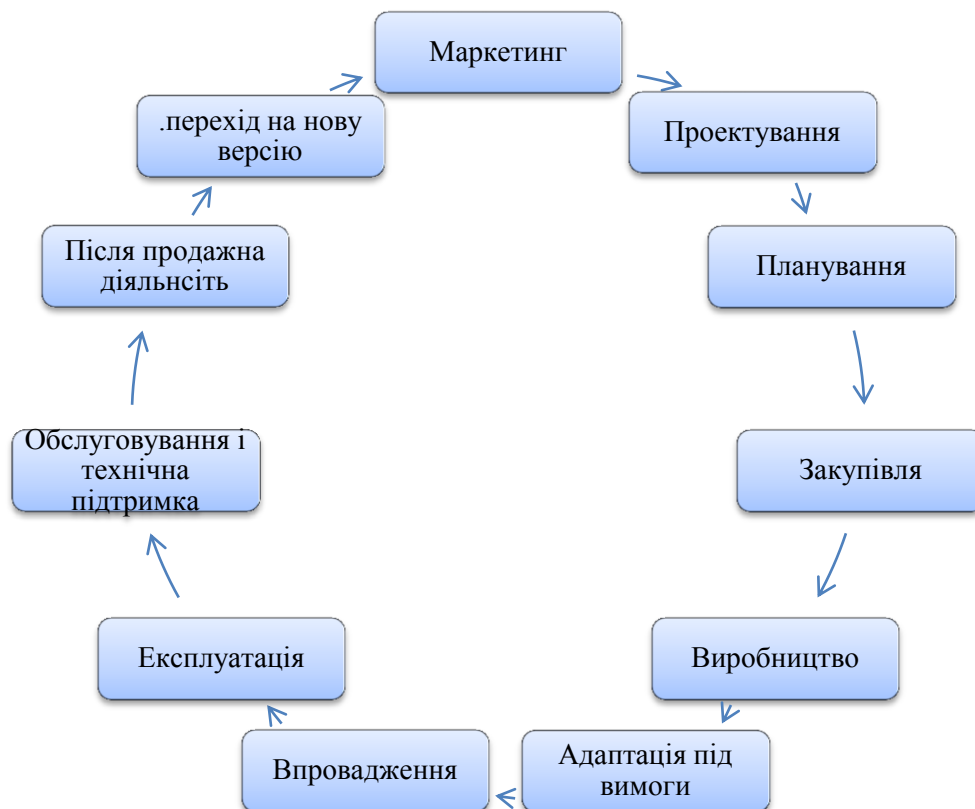 Маркетинг
Проектування
Планування
Закупівля
Виробництво
Адаптація під
вимоги
Впровадження
Експлуатація
Обслуговування і
технічна
підтримка
Після продажна
діяльнсіть
.перехід на нову
версію